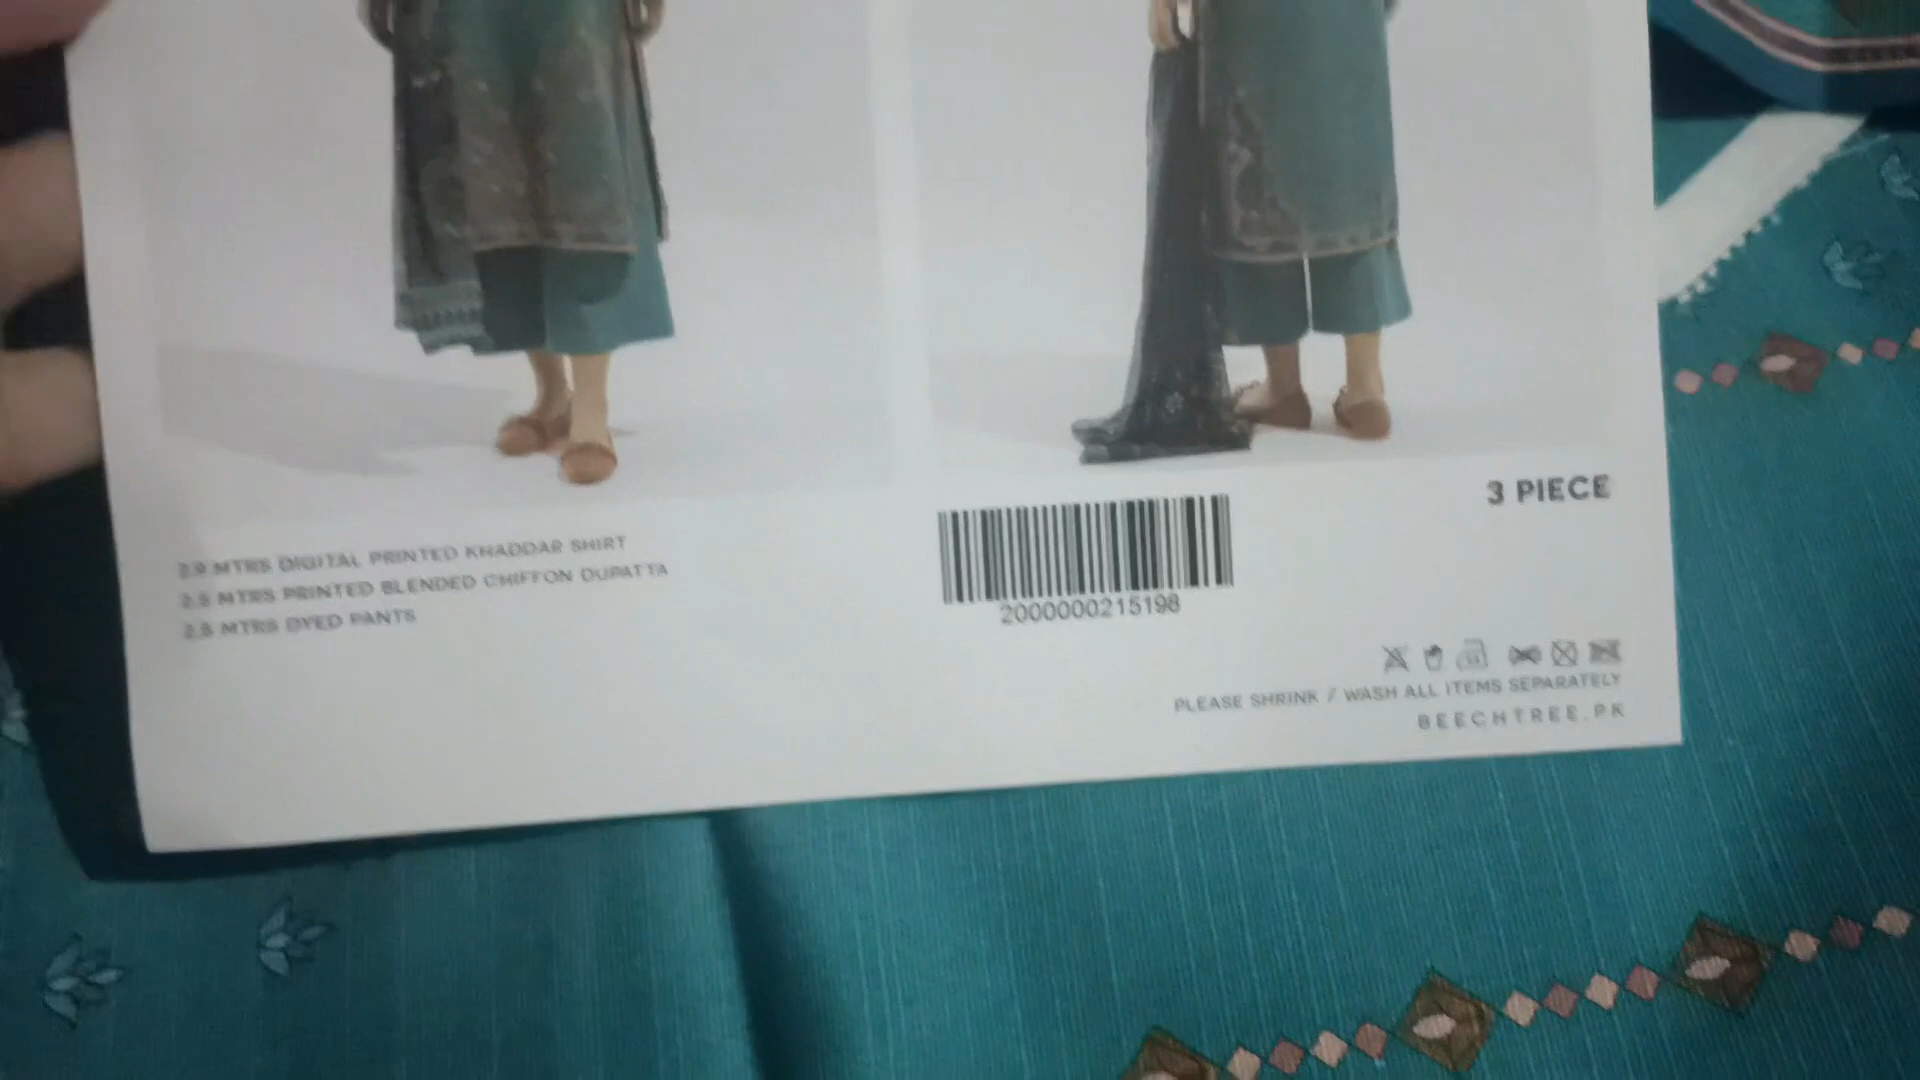 2.9 MTRS DIGITAL PRINTED KHADDAR SHIRT
2.5 MTRS PRINTED BLENDED CHIFFON DUPATTA
2.5 MTRS DYED PANTS
3 PIECE
2000000215198
PLEASE SHRINK / WASH ALL ITEMS SEPARATELY
BEECHTREE.PK